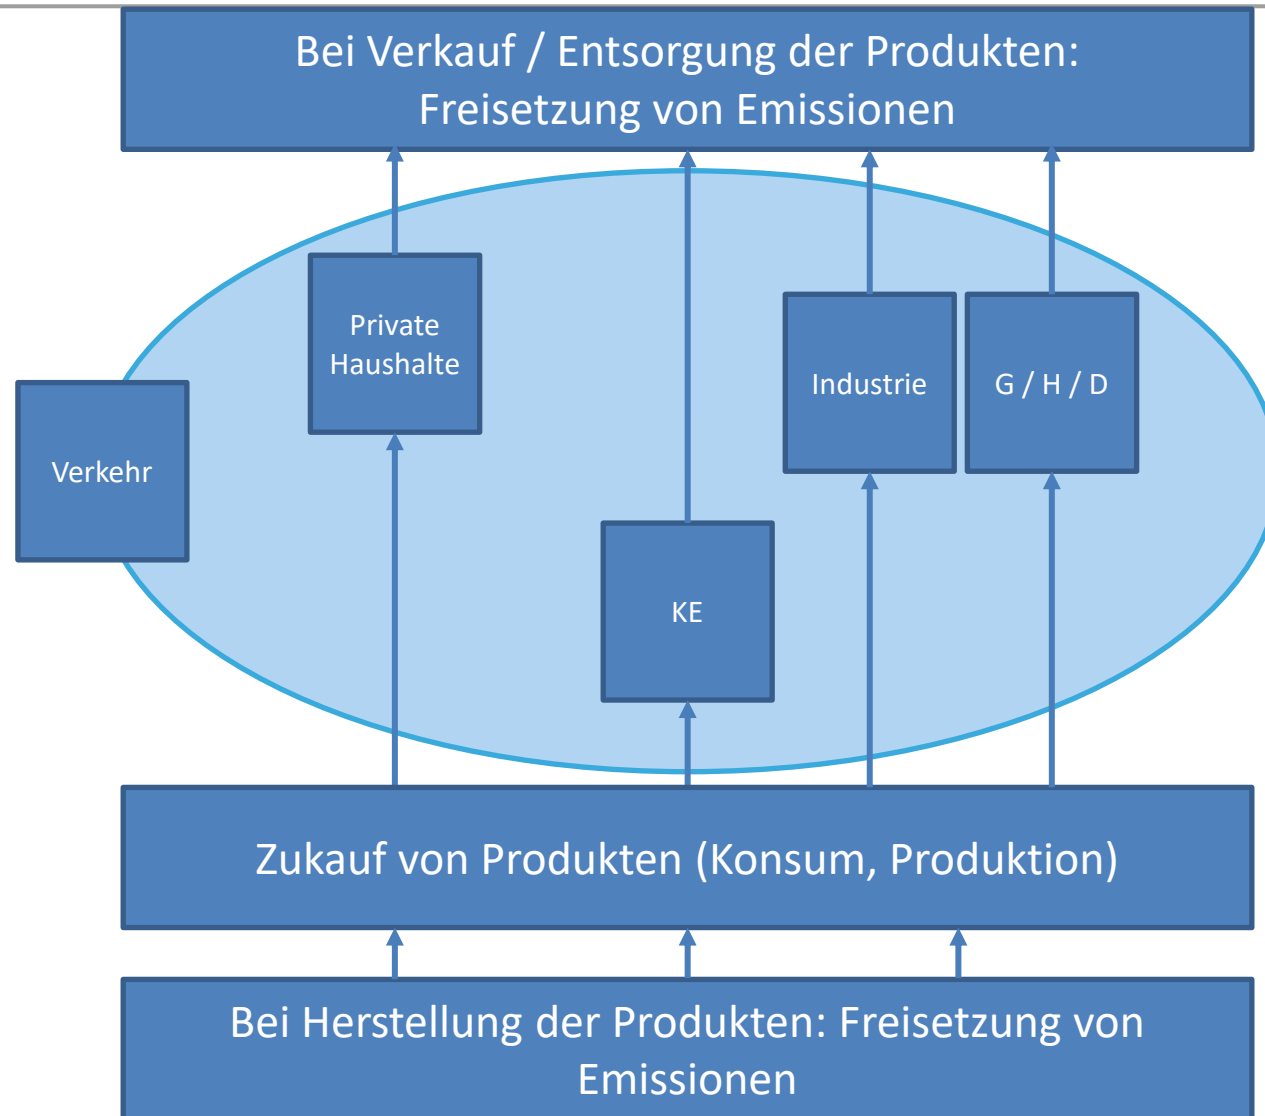 Bei Verkauf / Entsorgung der Produkten:
Freisetzung von Emissionen
Private
Haushalte
Industrie
G / H / D
Verkehr
KE
Zukauf von Produkten (Konsum, Produktion)
Bei Herstellung der Produkten: Freisetzung von
Emissionen